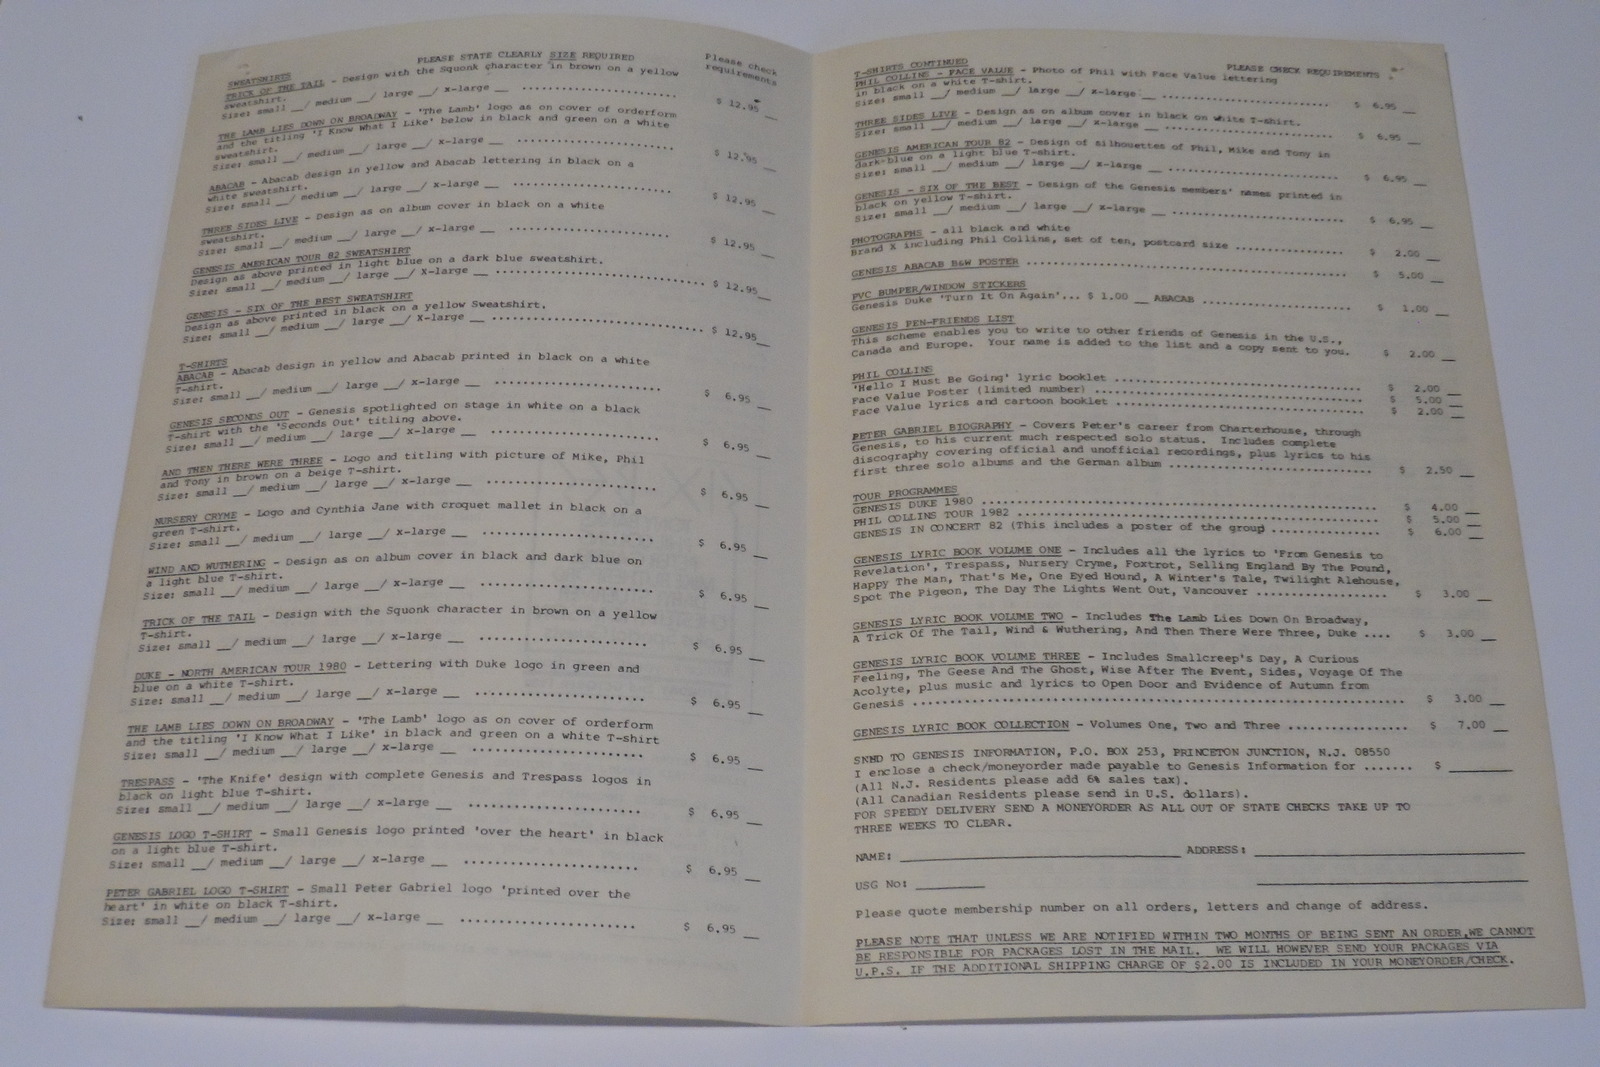 PLEASE STATE CLEARLY SIZE REQUIRED
Please check
requirements
SWEATSHIRTS
TRICK OF THE TAIL - Design with the Squonk character in brown on a yellow
sweatshirt.
Size: small __/ medium __/ large __/ x-large __ .......................... $ 12.95 __
THE LAMB LIES DOWN ON BROADWAY - 'The Lamb' logo as on cover of orderform
and the titling 'I Know What I Like' below in black and green on a white
sweatshirt.
Size: small __/ medium __/ large __/ x-large __ .......................... $ 12.95 __
ABACAB - Abacab design in yellow and Abacab lettering in black on a
white sweatshirt.
Size: small __/ medium __/ large __/ x-large __ .......................... $ 12.95 __
THREE SIDES LIVE - Design as on album cover in black on a white
sweatshirt.
Size: small __/ medium __/ large __/ x-large __ .......................... $ 12.95 __
GENESIS AMERICAN TOUR 82 SWEATSHIRT
Design as above printed in light blue on a dark blue sweatshirt.
Size: small __/ medium __/ large __/ X-large __ .......................... $ 12.95 __
GENESIS - SIX OF THE BEST SWEATSHIRT
Design as above printed in black on a yellow Sweatshirt.
Size: small __/ medium __/ large __/ X-large __ .......................... $ 12.95 __
T-SHIRTS
ABACAB - Abacab design in yellow and Abacab printed in black on a white
T-shirt.
Size: small __/ medium __/ large __/ x-large __ .......................... $ 6.95 __
GENESIS SECONDS OUT - Genesis spotlighted on stage in white on a black
T-shirt with the 'Seconds Out' titling above.
Size: small __/ medium __/ large __/ x-large __ .......................... $ 6.95 __
AND THEN THERE WERE THREE - Logo and titling with picture of Mike, Phil
and Tony in brown on a beige T-shirt.
Size: small __/ medium __/ large __/ x-large __ .......................... $ 6.95 __
NURSERY CRYME - Logo and Cynthia Jane with croquet mallet in black on a
green T-shirt.
Size: small __/ medium __/ large __/ x-large __ .......................... $ 6.95 __
WIND AND WUTHERING - Design as on album cover in black and dark blue on
a light blue T-shirt.
Size: small __/ medium __/ large __/ x-large __ .......................... $ 6.95 __
TRICK OF THE TAIL - Design with the Squonk character in brown on a yellow
T-shirt.
Size: small __/ medium __/ large __/ x-large __ .......................... $ 6.95 __
DUKE - NORTH AMERICAN TOUR 1980 - Lettering with Duke logo in green and
blue on a white T-shirt.
Size: small __/ medium __/ large __/ x-large __ .......................... $ 6.95 __
THE LAMB LIES DOWN ON BROADWAY - 'The Lamb' logo as on cover of orderform
and the titling 'I Know What I Like' in black and green on a white T-shirt
Size: small __/ medium __/ large __/ x-large __ .......................... $ 6.95 __
TRESPASS - 'The Knife' design with complete Genesis and Trespass logos in
black on light blue T-shirt.
Size: small __/ medium __/ large __/ x-large __ .......................... $ 6.95 __
GENESIS LOGO T-SHIRT - Small Genesis logo printed 'over the heart' in black
on a light blue T-shirt.
Size: small __/ medium __/ large __/ x-large __ .......................... $ 6.95 __
PETER GABRIEL LOGO T-SHIRT - Small Peter Gabriel logo 'printed over the
heart' in white on black T-shirt.
Size: small __/ medium __/ large __/ x-large __ .......................... $ 6.95 __
T-SHIRTS CONTINUED
PLEASE CHECK REQUIREMENTS
PHIL COLLINS - FACE VALUE - Photo of Phil with Face Value lettering
in black on a white T-shirt.
Size: small __/ medium __/ large __/ x-large __ .......................... $ 6.95 __
THREE SIDES LIVE - Design as on album cover in black on white T-shirt.
Size: small __/ medium __/ large __/ x-large __ .......................... $ 6.95 __
GENESIS AMERICAN TOUR 82 - Design of silhouettes of Phil, Mike and Tony in
dark-blue on a light blue T-shirt.
Size: small __/ medium __/ large __/ x-large __ .......................... $ 6.95 __
GENESIS - SIX OF THE BEST - Design of the Genesis members' names printed in
black on yellow T-shirt.
Size: small __/ medium __/ large __/ x-large __ .......................... $ 6.95 __
PHOTOGRAPHS - all black and white
Brand X including Phil Collins, set of ten, postcard size ................ $ 2.00 __
GENESIS ABACAB B&W POSTER .......................................... $ 5.00 __
PVC BUMPER/WINDOW STICKERS
Genesis Duke 'Turn It On Again'... $ 1.00 __ ABACAB ...................... $ 1.00 __
GENESIS PEN-FRIENDS LIST
This scheme enables you to write to other friends of Genesis in the U.S.,
Canada and Europe. Your name is added to the list and a copy sent to you. $ 2.00 __
PHIL COLLINS
'Hello I Must Be Going' lyric booklet ................................ $ 2.00 __
Face Value Poster (limited number) ................................... $ 5.00 __
Face Value lyrics and cartoon booklet ................................ $ 2.00 __
PETER GABRIEL BIOGRAPHY - Covers Peter's career from Charterhouse, through
Genesis, to his current much respected solo status. Includes complete
discography covering official and unofficial recordings, plus lyrics to his
first three solo albums and the German album ......................... $ 2.50 __
TOUR PROGRAMMES
GENESIS DUKE 1980 .................................................... $ 4.00 __
PHIL COLLINS TOUR 1982 ............................................... $ 5.00 __
GENESIS IN CONCERT 82 (This includes a poster of the group) ............... $ 6.00 __
GENESIS LYRIC BOOK VOLUME ONE - Includes all the lyrics to 'From Genesis to
Revelation', Trespass, Nursery Cryme, Foxtrot, Selling England By The Pound,
Happy The Man, That's Me, One Eyed Hound, A Winter's Tale, Twilight Alehouse,
Spot The Pigeon, The Day The Lights Went Out, Vancouver .................. $ 3.00 __
GENESIS LYRIC BOOK VOLUME TWO - Includes The Lamb Lies Down On Broadway,
A Trick Of The Tail, Wind & Wuthering, And Then There Were Three, Duke .... $ 3.00 __
GENESIS LYRIC BOOK VOLUME THREE - Includes Smallcreep's Day, A Curious
Feeling, The Geese And The Ghost, Wise After The Event, Sides, Voyage Of The
Acolyte, plus music and lyrics to Open Door and Evidence of Autumn from
Genesis .............................................................. $ 3.00 __
GENESIS LYRIC BOOK COLLECTION - Volumes One, Two and Three ................ $ 7.00 __
SEND TO GENESIS INFORMATION, P.O. BOX 253, PRINCETON JUNCTION, N.J. 08550
I enclose a check/moneyorder made payable to Genesis Information for ....... $ ________
(All N.J. Residents please add 6% sales tax).
(All Canadian Residents please send in U.S. dollars).
FOR SPEEDY DELIVERY SEND A MONEYORDER AS ALL OUT OF STATE CHECKS TAKE UP TO
THREE WEEKS TO CLEAR.
NAME: ______________________________ ADDRESS: ______________________________
USG No: ________ ______________________________
Please quote membership number on all orders, letters and change of address.
PLEASE NOTE THAT UNLESS WE ARE NOTIFIED WITHIN TWO MONTHS OF BEING SENT AN ORDER,WE CANNOT
BE RESPONSIBLE FOR PACKAGES LOST IN THE MAIL. WE WILL HOWEVER SEND YOUR PACKAGES VIA
U.P.S. IF THE ADDITIONAL SHIPPING CHARGE OF $2.00 IS INCLUDED IN YOUR MONEYORDER/CHECK.